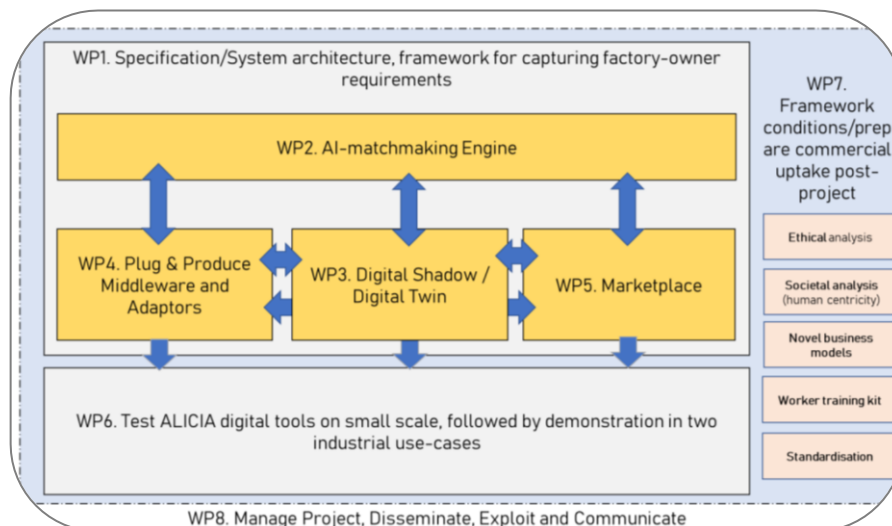 WP1. Specification/System architecture, framework for capturing factory-owner
requirements
WP2. AI-matchmaking Engine
WP4. Plug & Produce
Middleware and
Adaptors
WP3. Digital Shadow /
Digital Twin
WP5. Marketplace
WP6. Test ALICIA digital tools on small scale, followed by demonstration in two
industrial use-cases
WP7.
Framework
conditions/prep
are commercial
uptake post-
project
Ethical analysis
Societal analysis
(human centricity)
Novel business
models
Worker training kit
Standardisation
WP8. Manage Project, Disseminate, Exploit and Communicate